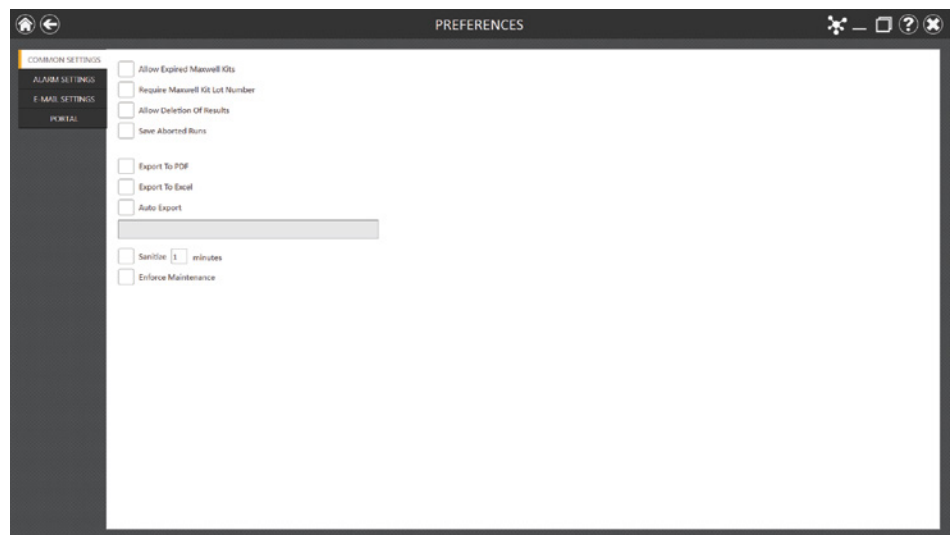 PREFERENCES
COMMON SETTINGS
ALARM SETTINGS
E-MAIL SETTINGS
PORTAL
Allow Expired Maxwell Kits
Require Maxwell Kit Lot Number
Allow Deletion Of Results
Save Aborted Runs
Export To PDF
Export To Excel
Auto Export
Sanitize 1 minutes
Enforce Maintenance